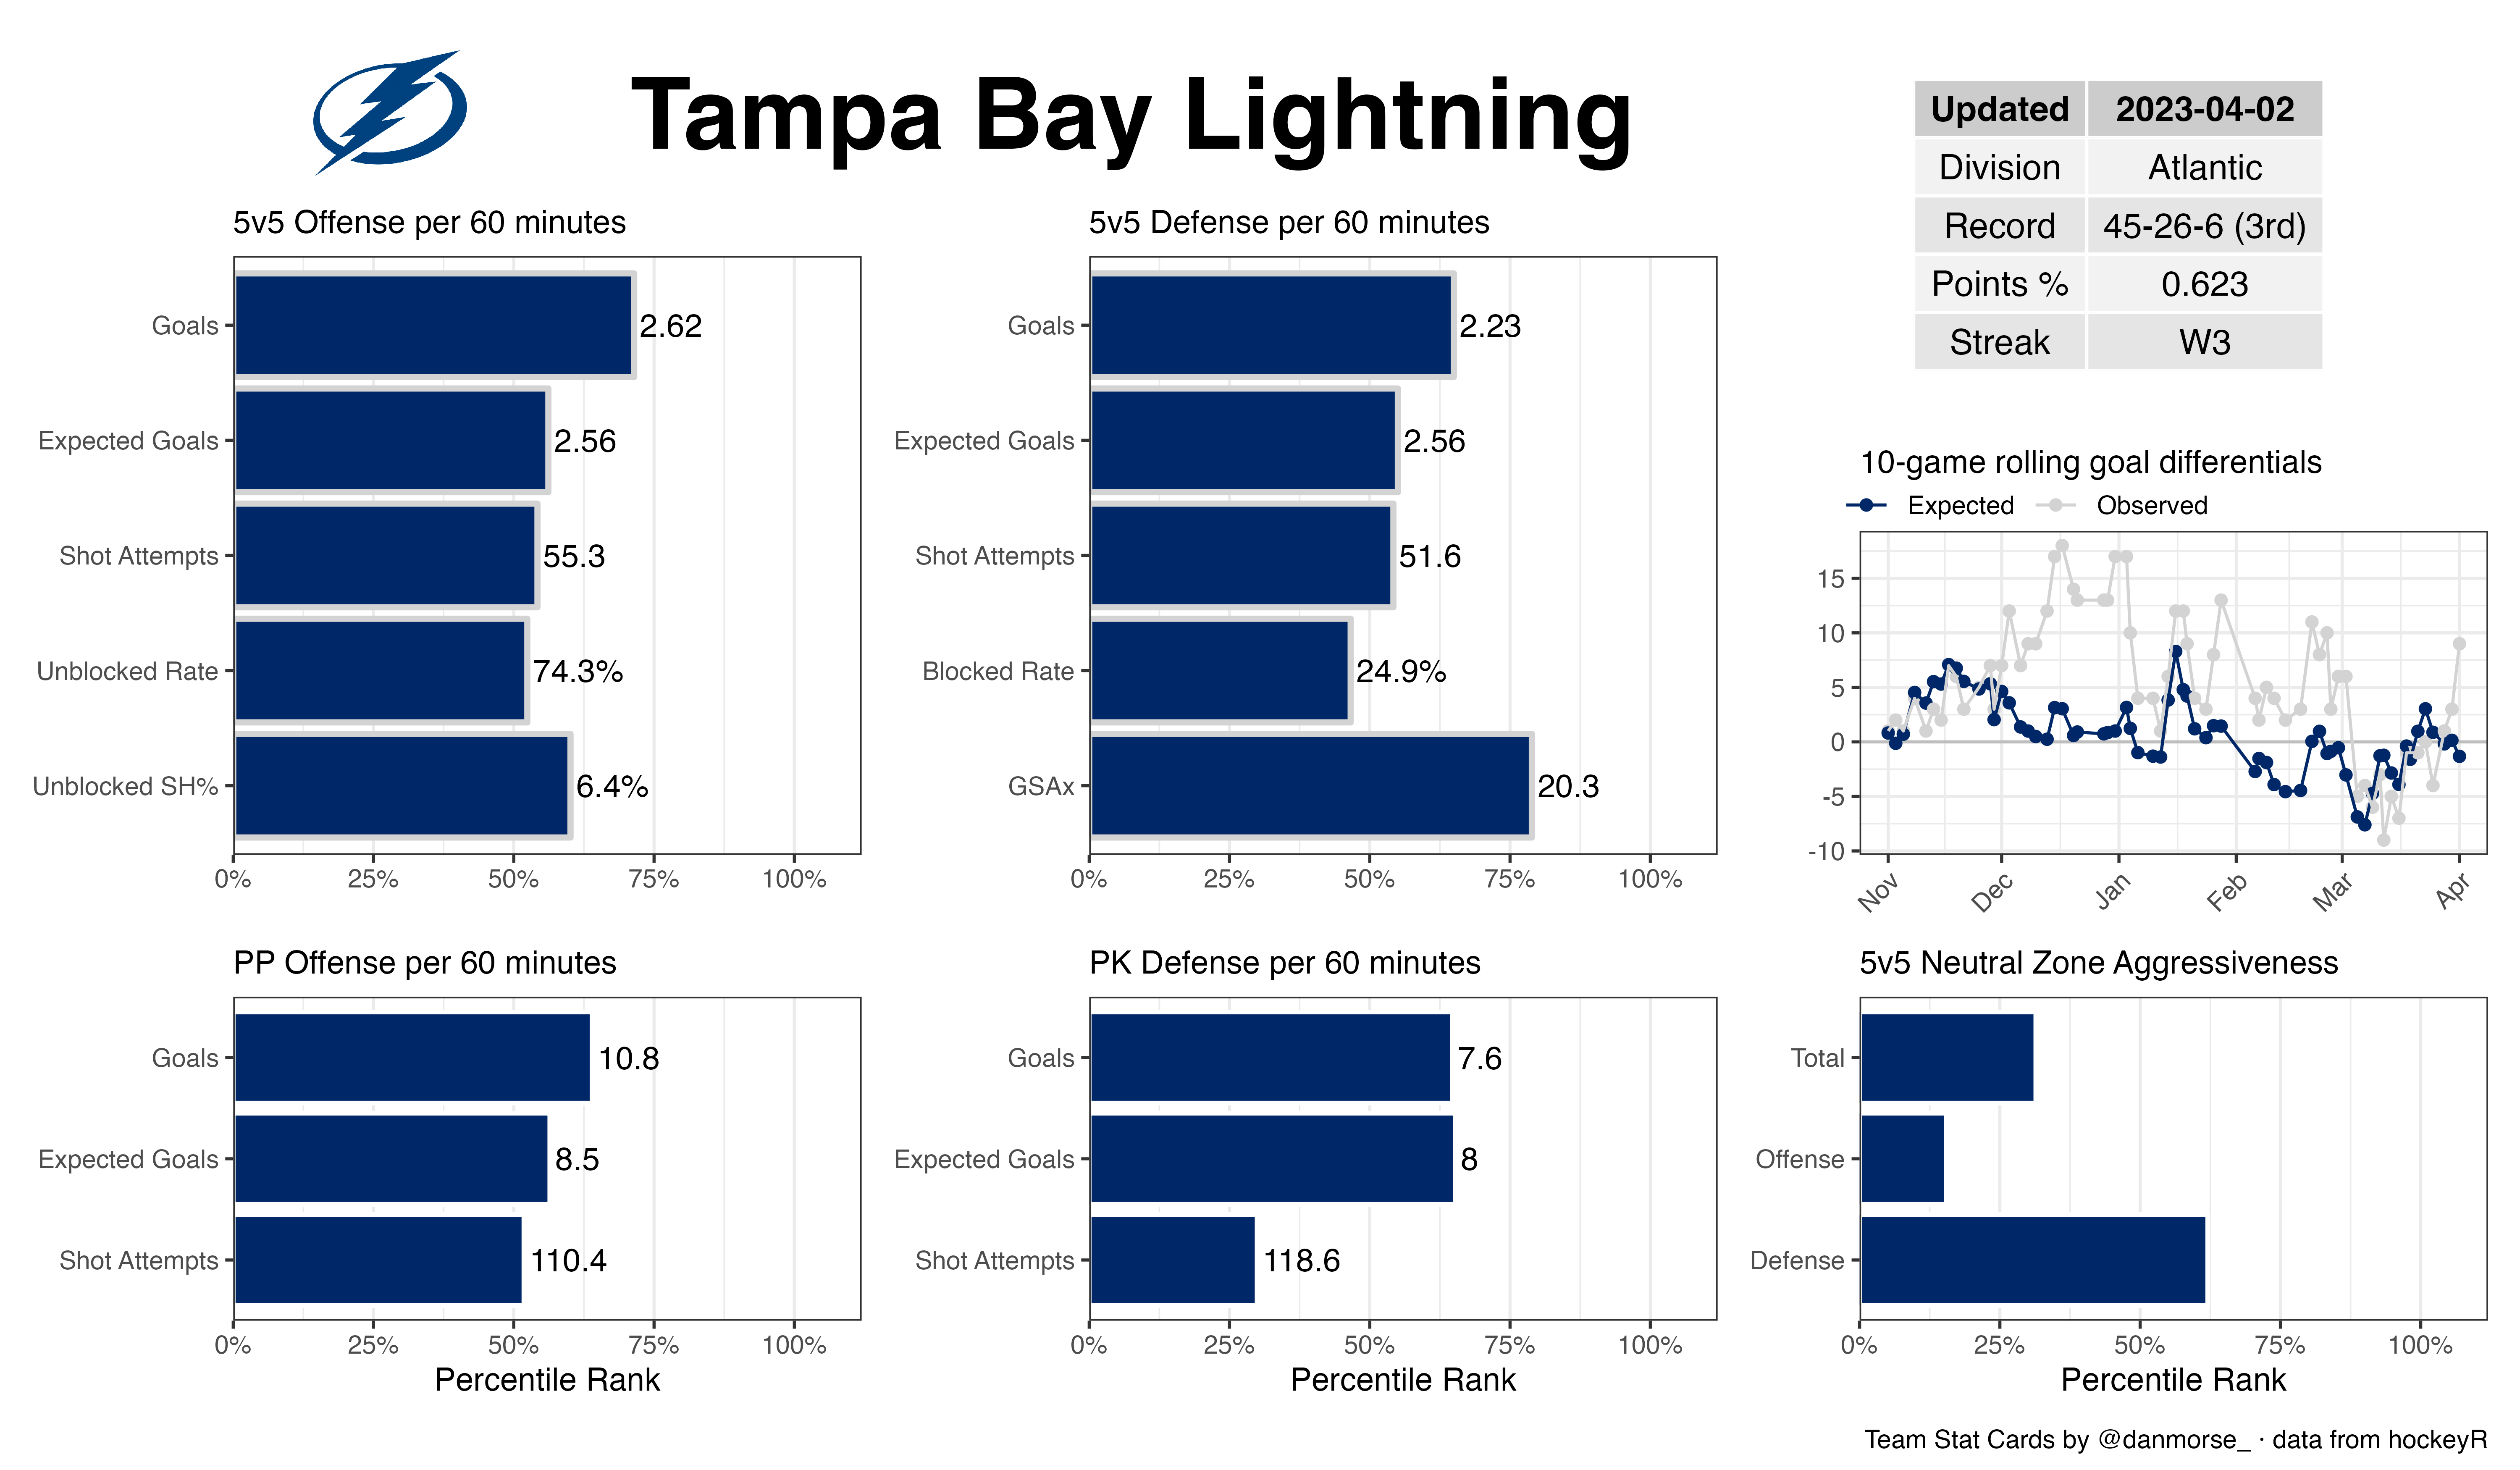 Tampa Bay Lightning
Updated 2023-04-02
Division Atlantic
Record 45-26-6 (3rd)
Points % 0.623
Streak W3
5v5 Offense per 60 minutes
Goals 2.62
Expected Goals 2.56
Shot Attempts 55.3
Unblocked Rate 74.3%
Unblocked SH% 6.4%
0% 25% 50% 75% 100%
5v5 Defense per 60 minutes
Goals 2.23
Expected Goals 2.56
Shot Attempts 51.6
Blocked Rate 24.9%
GSAx 20.3
0% 25% 50% 75% 100%
10-game rolling goal differentials
Expected Observed
15
10
5
0
-5
-10
Nov Dec Jan Feb Mar Apr
PP Offense per 60 minutes
Goals 10.8
Expected Goals 8.5
Shot Attempts 110.4
0% 25% 50% 75% 100%
Percentile Rank
PK Defense per 60 minutes
Goals 7.6
Expected Goals 8
Shot Attempts 118.6
0% 25% 50% 75% 100%
Percentile Rank
5v5 Neutral Zone Aggressiveness
Total
Offense
Defense
0% 25% 50% 75% 100%
Percentile Rank
Team Stat Cards by @danmorse_ · data from hockeyR